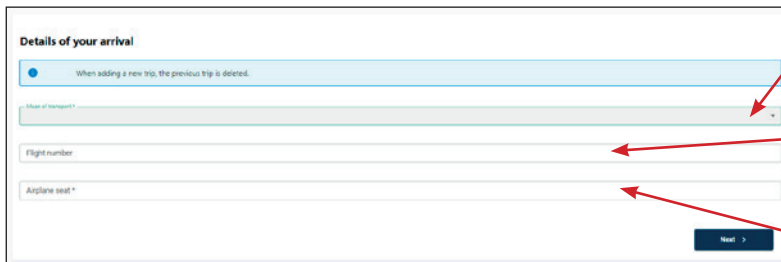 Details of your arrival
When adding a new trip, the previous trip is deleted.
Mean of transport *
Flight number
Airplane seat *
Next >